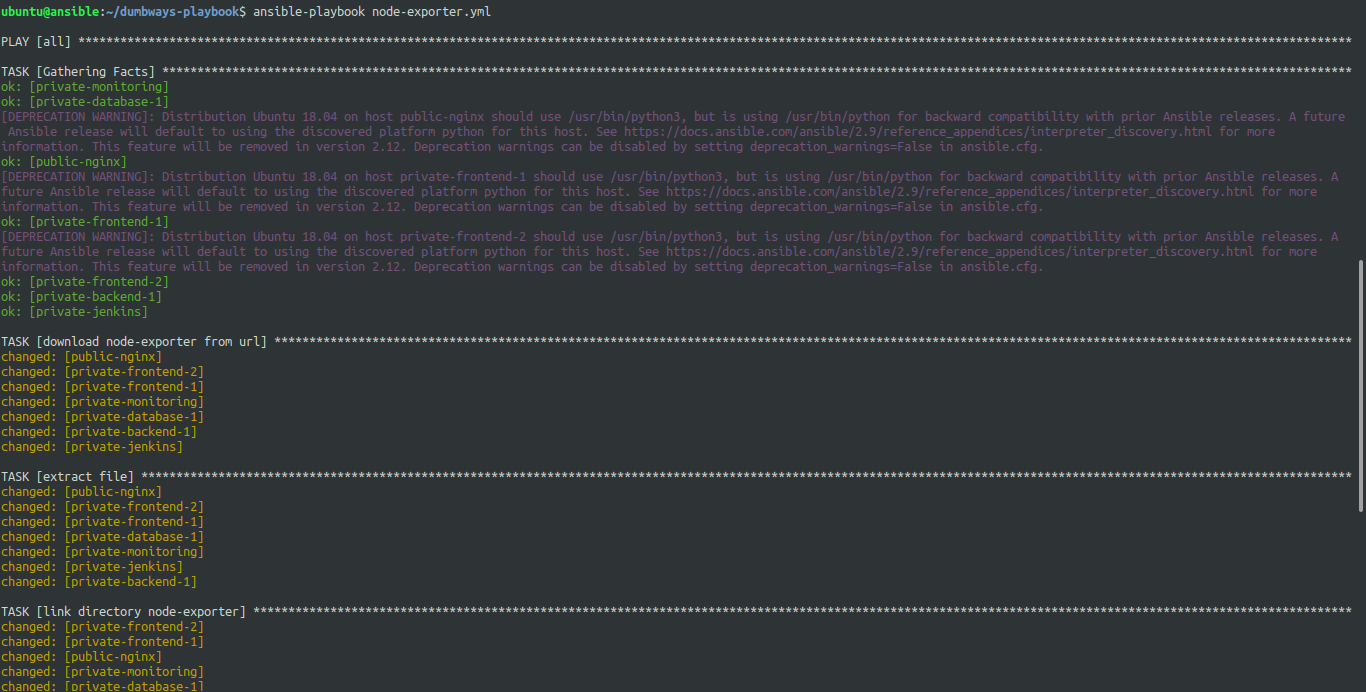 ubuntu@ansible:~/dumbways-playbook$ ansible-playbook node-exporter.yml
PLAY [all] **************************************************************************************************************************************************************************************
TASK [Gathering Facts] **************************************************************************************************************************************************************************
ok: [private-monitoring]
ok: [private-database-1]
[DEPRECATION WARNING]: Distribution Ubuntu 18.04 on host public-nginx should use /usr/bin/python3, but is using /usr/bin/python for backward compatibility with prior Ansible releases. A future
 Ansible release will default to using the discovered platform python for this host. See https://docs.ansible.com/ansible/2.9/reference_appendices/interpreter_discovery.html for more
information. This feature will be removed in version 2.12. Deprecation warnings can be disabled by setting deprecation_warnings=False in ansible.cfg.
ok: [public-nginx]
[DEPRECATION WARNING]: Distribution Ubuntu 18.04 on host private-frontend-1 should use /usr/bin/python3, but is using /usr/bin/python for backward compatibility with prior Ansible releases. A
future Ansible release will default to using the discovered platform python for this host. See https://docs.ansible.com/ansible/2.9/reference_appendices/interpreter_discovery.html for more
information. This feature will be removed in version 2.12. Deprecation warnings can be disabled by setting deprecation_warnings=False in ansible.cfg.
ok: [private-frontend-1]
[DEPRECATION WARNING]: Distribution Ubuntu 18.04 on host private-frontend-2 should use /usr/bin/python3, but is using /usr/bin/python for backward compatibility with prior Ansible releases. A
future Ansible release will default to using the discovered platform python for this host. See https://docs.ansible.com/ansible/2.9/reference_appendices/interpreter_discovery.html for more
information. This feature will be removed in version 2.12. Deprecation warnings can be disabled by setting deprecation_warnings=False in ansible.cfg.
ok: [private-frontend-2]
ok: [private-backend-1]
ok: [private-jenkins]
TASK [download node-exporter from url] **********************************************************************************************************************************************************
changed: [public-nginx]
changed: [private-frontend-2]
changed: [private-frontend-1]
changed: [private-monitoring]
changed: [private-database-1]
changed: [private-backend-1]
changed: [private-jenkins]
TASK [extract file] *****************************************************************************************************************************************************************************
changed: [public-nginx]
changed: [private-frontend-2]
changed: [private-frontend-1]
changed: [private-database-1]
changed: [private-monitoring]
changed: [private-jenkins]
changed: [private-backend-1]
TASK [link directory node-exporter] *************************************************************************************************************************************************************
changed: [private-frontend-2]
changed: [private-frontend-1]
changed: [public-nginx]
changed: [private-monitoring]
changed: [private-database-1]